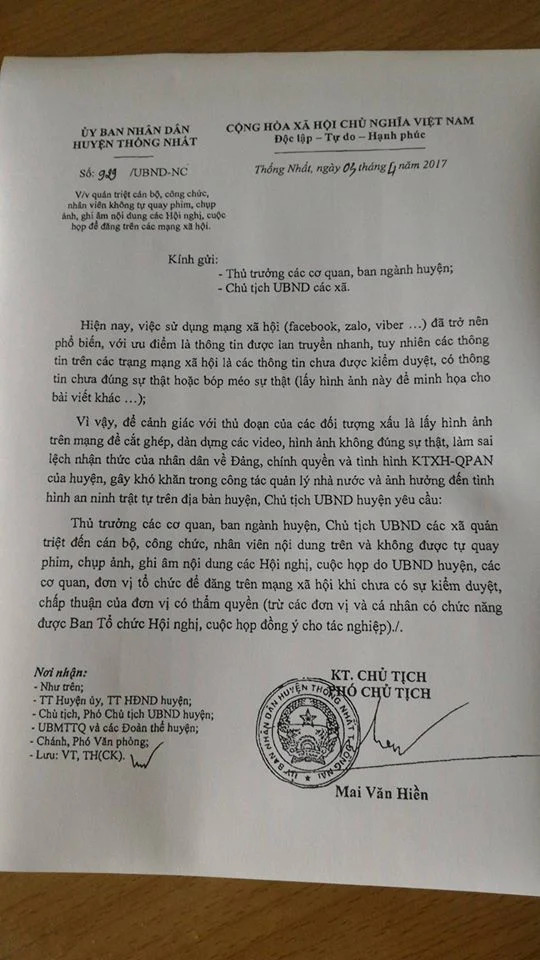 ỦY BAN NHÂN DÂN
HUYỆN THỐNG NHẤT
CỘNG HÒA XÃ HỘI CHỦ NGHĨA VIỆT NAM
Độc lập – Tự do – Hạnh phúc
Số: 929 /UBND-NC
Thống Nhất, ngày 03 tháng 4 năm 2017
V/v quán triệt cán bộ, công chức,
nhân viên không tự quay phim, chụp
ảnh, ghi âm nội dung các Hội nghị, cuộc
họp để đăng trên các mạng xã hội.
Kính gửi:
- Thủ trưởng các cơ quan, ban ngành huyện;
- Chủ tịch UBND các xã.
Hiện nay, việc sử dụng mạng xã hội (facebook, zalo, viber …) đã trở nên
phổ biến, với ưu điểm là thông tin được lan truyền nhanh, tuy nhiên các thông
tin trên các trang mạng xã hội là các thông tin chưa được kiểm duyệt, có thông
tin chưa đúng sự thật hoặc bóp méo sự thật (lấy hình ảnh này để minh họa cho
bài viết khác …);
Vì vậy, để cảnh giác với thủ đoạn của các đối tượng xấu là lấy hình ảnh
trên mạng để cắt ghép, dàn dựng các video, hình ảnh không đúng sự thật, làm sai
lệch nhận thức của nhân dân về Đảng, chính quyền và tình hình KTXH-QPAN
của huyện, gây khó khăn trong công tác quản lý nhà nước và ảnh hưởng đến tình
hình an ninh trật tự trên địa bàn huyện, Chủ tịch UBND huyện yêu cầu:
Thủ trưởng các cơ quan, ban ngành huyện, Chủ tịch UBND các xã quán
triệt đến cán bộ, công chức, nhân viên nội dung trên và không được tự quay
phim, chụp ảnh, ghi âm nội dung các Hội nghị, cuộc họp do UBND huyện, các
cơ quan, đơn vị tổ chức để đăng trên mạng xã hội khi chưa có sự kiểm duyệt,
chấp thuận của đơn vị có thẩm quyền (trừ các đơn vị và cá nhân có chức năng
được Ban Tổ chức Hội nghị, cuộc họp đồng ý cho tác nghiệp)./.
Nơi nhận:
- Như trên;
- TT Huyện ủy, TT HĐND huyện;
- Chủ tịch, Phó Chủ tịch UBND huyện;
- UBMTTQ và các Đoàn thể huyện;
- Chánh, Phó Văn phòng;
- Lưu: VT, TH(CK).
KT. CHỦ TỊCH
PHÓ CHỦ TỊCH
ỦY BAN NHÂN DÂN HUYỆN THỐNG NHẤT T. ĐỒNG NAI
Mai Văn Hiền